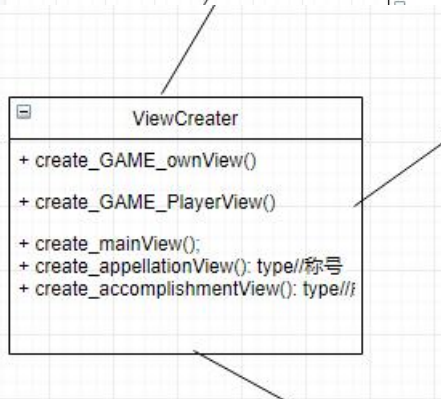 ViewCreater
+ create_GAME_ownView()
+ create_GAME_PlayerView()
+ create_mainView();
+ create_appellationView(): type//称号
+ create_accomplishmentView(): type//